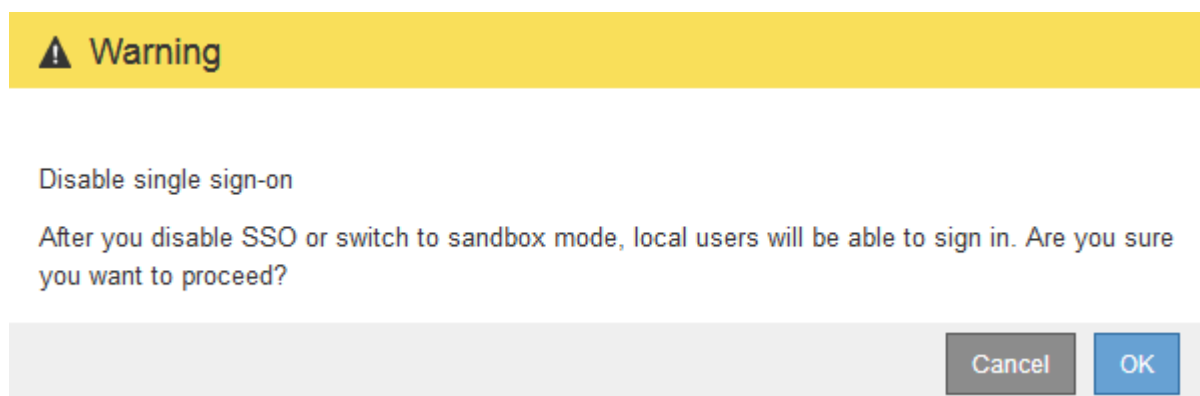 Warning
Disable single sign-on
After you disable SSO or switch to sandbox mode, local users will be able to sign in. Are you sure
you want to proceed?
Cancel OK